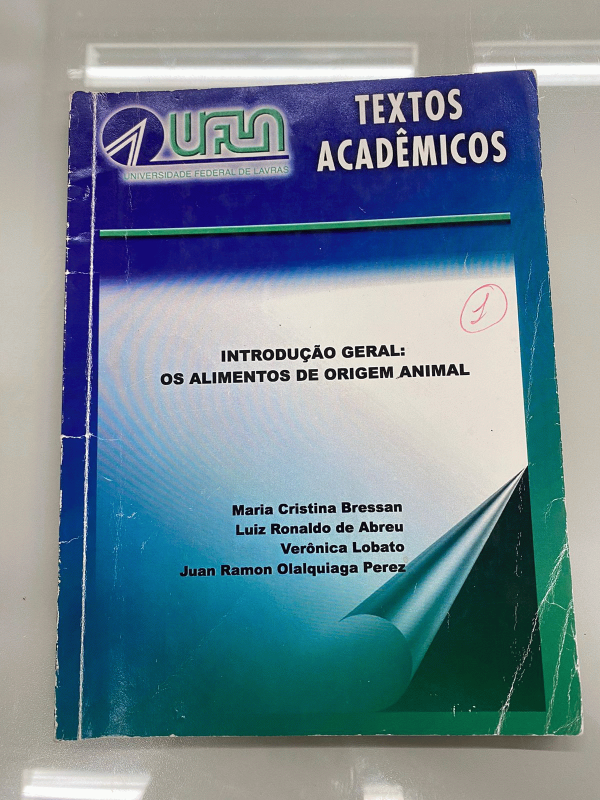 UFLA
UNIVERSIDADE FEDERAL DE LAVRAS
TEXTOS
ACADÊMICOS
1
INTRODUÇÃO GERAL:
OS ALIMENTOS DE ORIGEM ANIMAL
Maria Cristina Bressan
Luiz Ronaldo de Abreu
Verônica Lobato
Juan Ramon Olalquiaga Perez